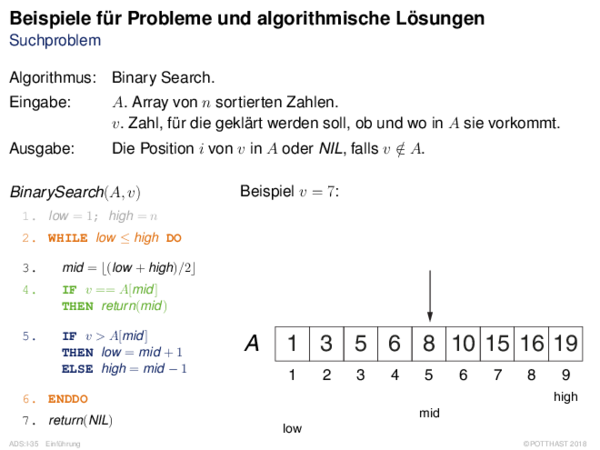 Beispiele für Probleme und algorithmische Lösungen
Suchproblem
Algorithmus: Binary Search.
Eingabe: A. Array von n sortierten Zahlen.
v. Zahl, für die geklärt werden soll, ob und wo in A sie vorkommt.
Ausgabe: Die Position i von v in A oder NIL, falls v ∉ A.
BinarySearch(A, v)
1. low = 1; high = n
2. WHILE low ≤ high DO
3. mid = ⌊(low + high)/2⌋
4. IF v == A[mid]
THEN return(mid)
5. IF v > A[mid]
THEN low = mid + 1
ELSE high = mid − 1
6. ENDDO
7. return(NIL)
Beispiel v = 7:
A 1 3 5 6 8 10 15 16 19
1 2 3 4 5 6 7 8 9
high
mid
low
ADS:I-35 Einführung ©POTTHAST 2018